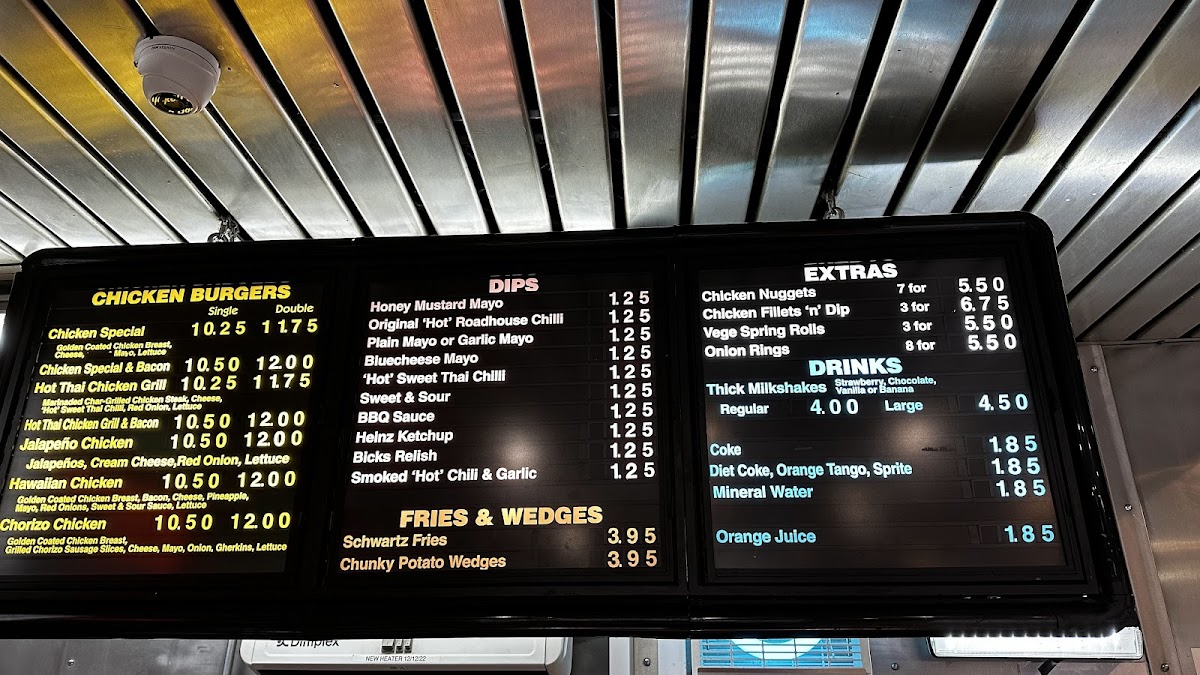 CHICKEN BURGERS
Single Double
Chicken Special 10.25 11.75
Golden Coated Chicken Breast,
Cheese, Mayo, Lettuce
Chicken Special & Bacon 10.50 12.00
Hot Thai Chicken Grill 10.25 11.75
Marinaded Char-Grilled Chicken Steak, Cheese,
'Hot' Sweet Thai Chilli, Red Onion, Lettuce
Hot Thai Chicken Grill & Bacon 10.50 12.00
Jalapeño Chicken 10.50 12.00
Jalapeños, Cream Cheese, Red Onion, Lettuce
Hawaiian Chicken 10.50 12.00
Golden Coated Chicken Breast, Bacon, Cheese, Pineapple,
Mayo, Red Onions, Sweet & Sour Sauce, Lettuce
Chorizo Chicken 10.50 12.00
Golden Coated Chicken Breast,
Grilled Chorizo Sausage Slices, Cheese, Mayo, Onion, Gherkins, Lettuce
DIPS
Honey Mustard Mayo 1.25
Original 'Hot' Roadhouse Chilli 1.25
Plain Mayo or Garlic Mayo 1.25
Bluecheese Mayo 1.25
'Hot' Sweet Thai Chilli 1.25
Sweet & Sour 1.25
BBQ Sauce 1.25
Heinz Ketchup 1.25
Bicks Relish 1.25
Smoked 'Hot' Chili & Garlic 1.25
FRIES & WEDGES
Schwartz Fries 3.95
Chunky Potato Wedges 3.95
EXTRAS
Chicken Nuggets 7 for 5.50
Chicken Fillets 'n' Dip 3 for 6.75
Vege Spring Rolls 3 for 5.50
Onion Rings 8 for 5.50
DRINKS
Thick Milkshakes Strawberry, Chocolate,
Vanilla or Banana
Regular 4.00 Large 4.50
Coke 1.85
Diet Coke, Orange Tango, Sprite 1.85
Mineral Water 1.85
Orange Juice 1.85
Dimplex
NEW HEATER 12/12/22